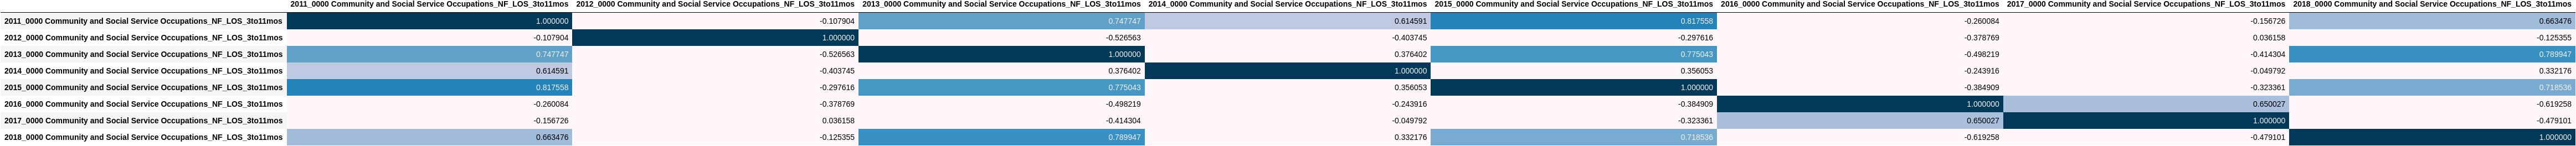 2011_0000 Community and Social Service Occupations_NF_LOS_3to11mos 2012_0000 Community and Social Service Occupations_NF_LOS_3to11mos 2013_0000 Community and Social Service Occupations_NF_LOS_3to11mos 2014_0000 Community and Social Service Occupations_NF_LOS_3to11mos 2015_0000 Community and Social Service Occupations_NF_LOS_3to11mos 2016_0000 Community and Social Service Occupations_NF_LOS_3to11mos 2017_0000 Community and Social Service Occupations_NF_LOS_3to11mos 2018_0000 Community and Social Service Occupations_NF_LOS_3to11mos
2011_0000 Community and Social Service Occupations_NF_LOS_3to11mos 1.000000 -0.107904 0.747747 0.614591 0.817558 -0.260084 -0.156726 0.663476
2012_0000 Community and Social Service Occupations_NF_LOS_3to11mos -0.107904 1.000000 -0.526563 -0.403745 -0.297616 -0.378769 0.036158 -0.125355
2013_0000 Community and Social Service Occupations_NF_LOS_3to11mos 0.747747 -0.526563 1.000000 0.376402 0.775043 -0.498219 -0.414304 0.789947
2014_0000 Community and Social Service Occupations_NF_LOS_3to11mos 0.614591 -0.403745 0.376402 1.000000 0.356053 -0.243916 -0.049792 0.332176
2015_0000 Community and Social Service Occupations_NF_LOS_3to11mos 0.817558 -0.297616 0.775043 0.356053 1.000000 -0.384909 -0.323361 0.718536
2016_0000 Community and Social Service Occupations_NF_LOS_3to11mos -0.260084 -0.378769 -0.498219 -0.243916 -0.384909 1.000000 0.650027 -0.619258
2017_0000 Community and Social Service Occupations_NF_LOS_3to11mos -0.156726 0.036158 -0.414304 -0.049792 -0.323361 0.650027 1.000000 -0.479101
2018_0000 Community and Social Service Occupations_NF_LOS_3to11mos 0.663476 -0.125355 0.789947 0.332176 0.718536 -0.619258 -0.479101 1.000000